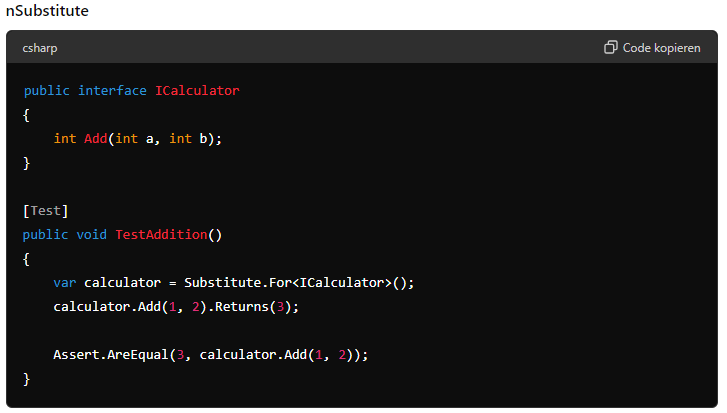 nSubstitute
csharp
Code kopieren
public interface ICalculator
{
    int Add(int a, int b);
}

[Test]
public void TestAddition()
{
    var calculator = Substitute.For<ICalculator>();
    calculator.Add(1, 2).Returns(3);

    Assert.AreEqual(3, calculator.Add(1, 2));
}